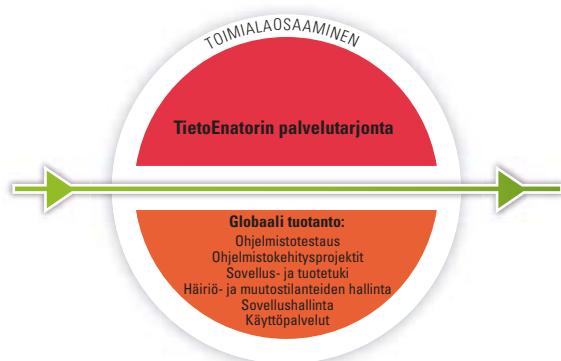 TOIMIALAOSAAMINEN
TietoEnatorin palvelutarjonta
Globaali tuotanto:
Ohjelmistotestaus
Ohjelmistokehitysprojektit
Sovellus- ja tuotetuki
Häiriö- ja muutostilanteiden hallinta
Sovellushallinta
Käyttöpalvelut